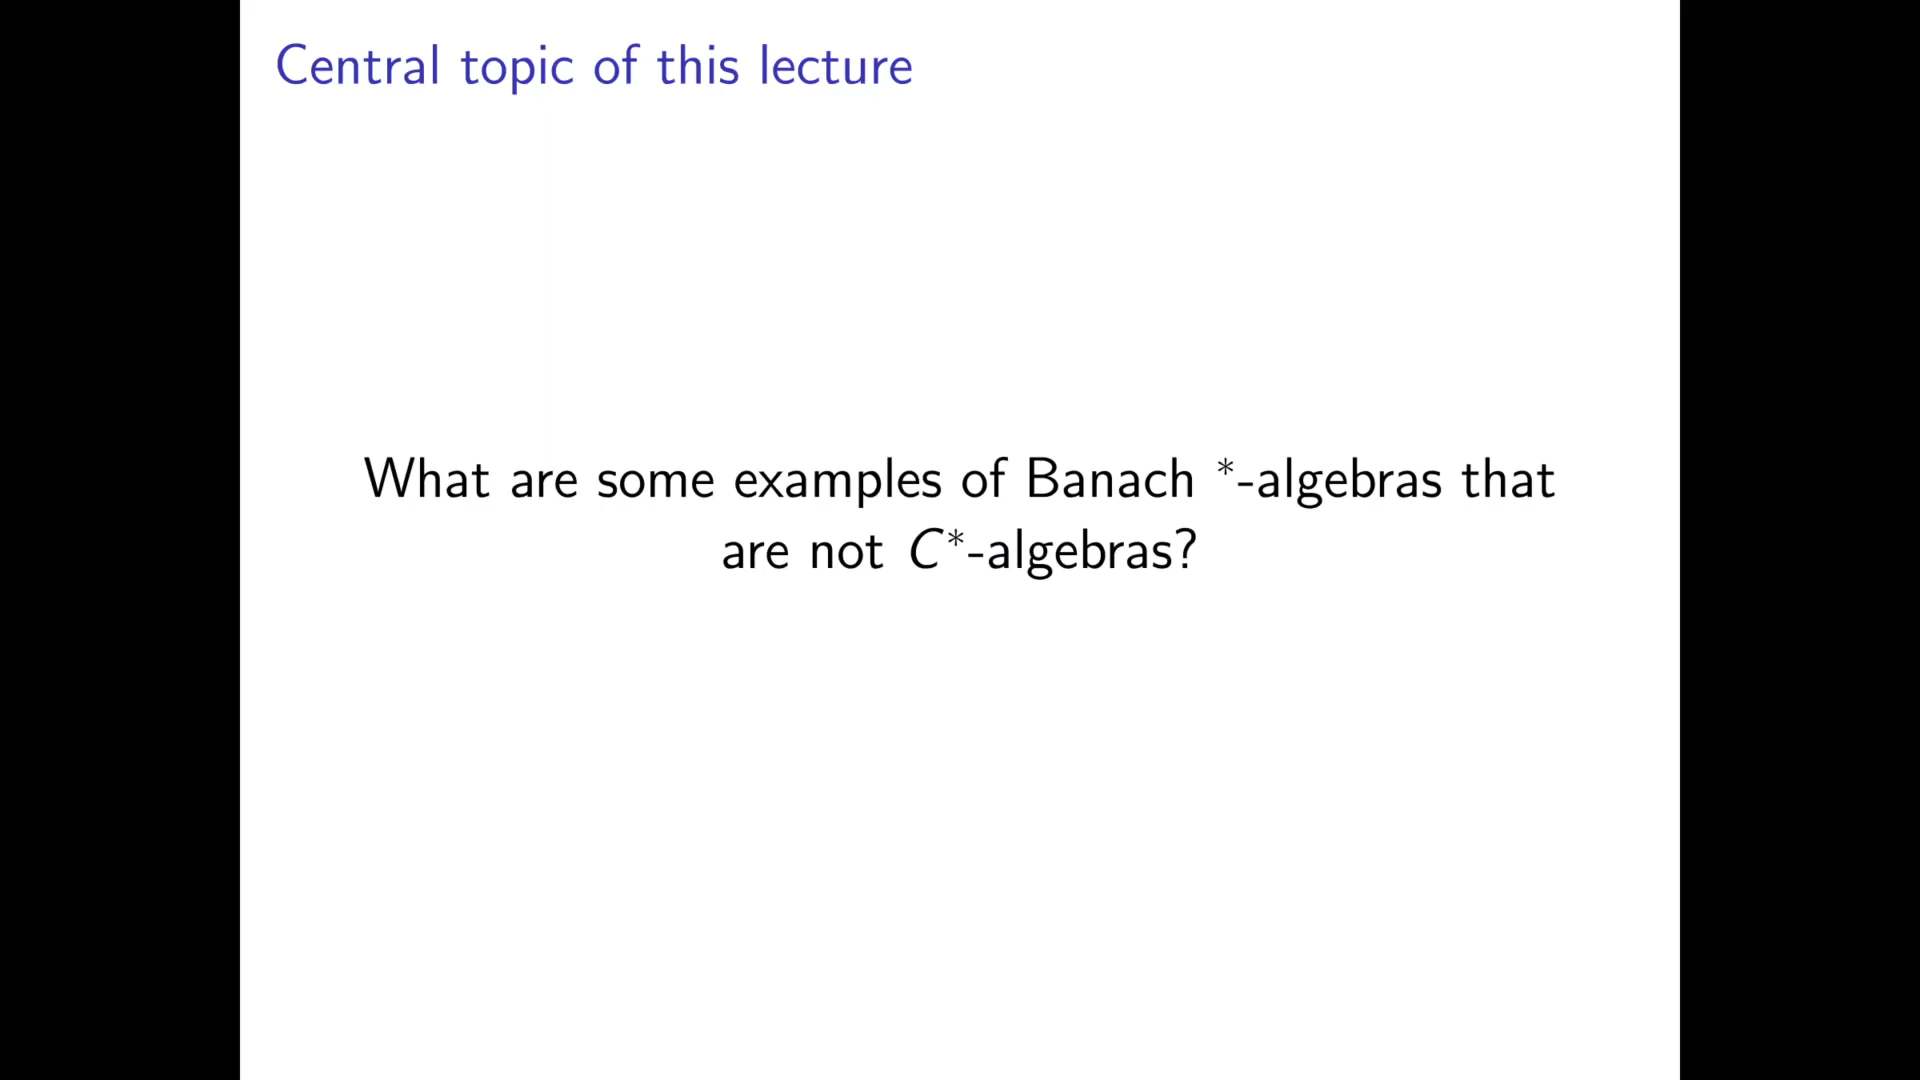 Central topic of this lecture
What are some examples of Banach *-algebras that
are not C*-algebras?